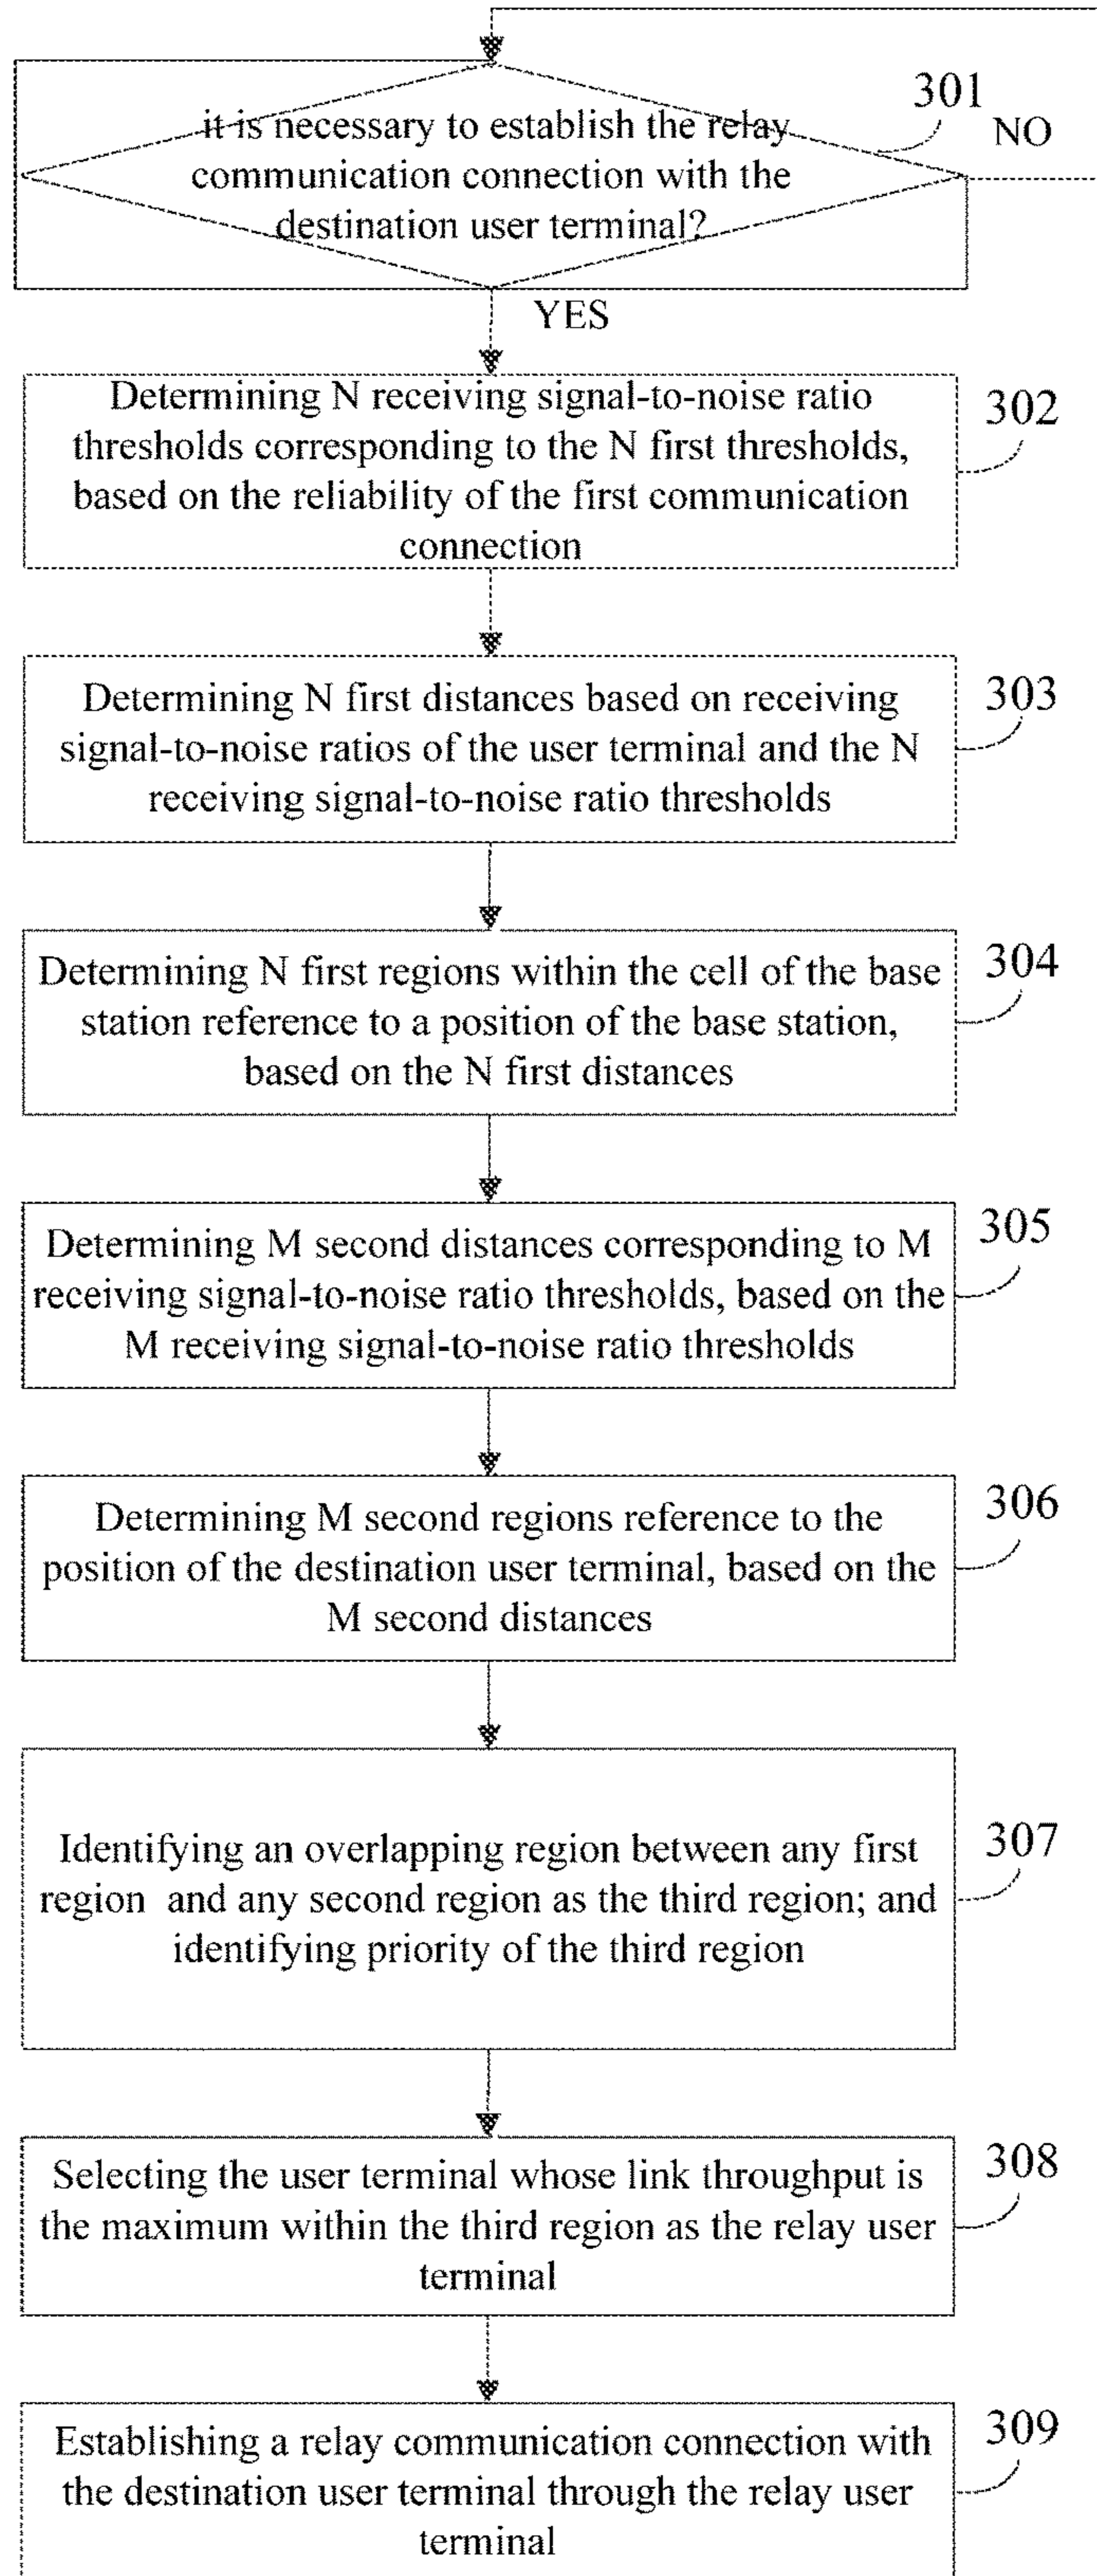 301
NO
it is necessary to establish the relay
communication connection with the
destination user terminal?
YES
Determining N receiving signal-to-noise ratio
thresholds corresponding to the N first thresholds,
based on the reliability of the first communication
connection
302
Determining N first distances based on receiving
signal-to-noise ratios of the user terminal and the N
receiving signal-to-noise ratio thresholds
303
Determining N first regions within the cell of the base
station reference to a position of the base station,
based on the N first distances
304
Determining M second distances corresponding to M
receiving signal-to-noise ratio thresholds, based on the
M receiving signal-to-noise ratio thresholds
305
Determining M second regions reference to the
position of the destination user terminal, based on the
M second distances
306
Identifying an overlapping region between any first
region and any second region as the third region; and
identifying priority of the third region
307
Selecting the user terminal whose link throughput is
the maximum within the third region as the relay user
terminal
308
Establishing a relay communication connection with
the destination user terminal through the relay user
terminal
309